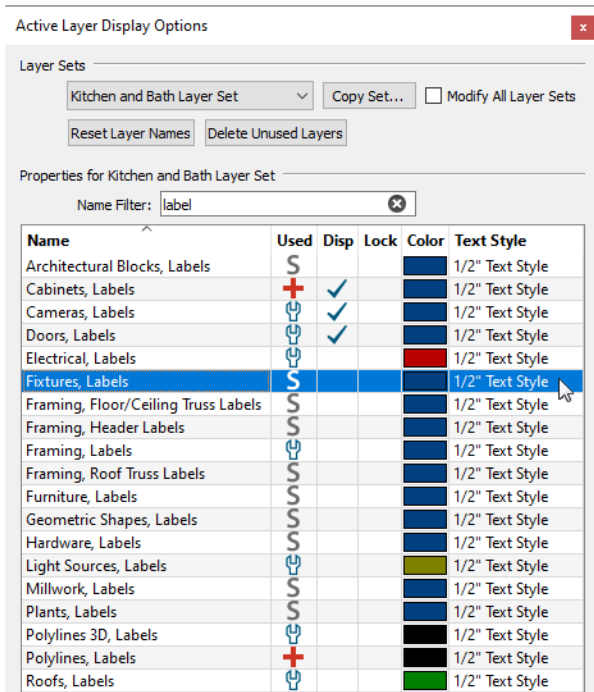 Active Layer Display Options
x
Layer Sets
Kitchen and Bath Layer Set Copy Set... Modify All Layer Sets
Reset Layer Names Delete Unused Layers
Properties for Kitchen and Bath Layer Set
Name Filter: label
Name Used Disp Lock Color Text Style
Architectural Blocks, Labels S 1/2" Text Style
Cabinets, Labels 1/2" Text Style
Cameras, Labels 1/2" Text Style
Doors, Labels 1/2" Text Style
Electrical, Labels 1/2" Text Style
Fixtures, Labels S 1/2" Text Style
Framing, Floor/Ceiling Truss Labels S 1/2" Text Style
Framing, Header Labels S 1/2" Text Style
Framing, Labels 1/2" Text Style
Framing, Roof Truss Labels S 1/2" Text Style
Furniture, Labels S 1/2" Text Style
Geometric Shapes, Labels S 1/2" Text Style
Hardware, Labels S 1/2" Text Style
Light Sources, Labels 1/2" Text Style
Millwork, Labels S 1/2" Text Style
Plants, Labels S 1/2" Text Style
Polylines 3D, Labels 1/2" Text Style
Polylines, Labels 1/2" Text Style
Roofs, Labels 1/2" Text Style